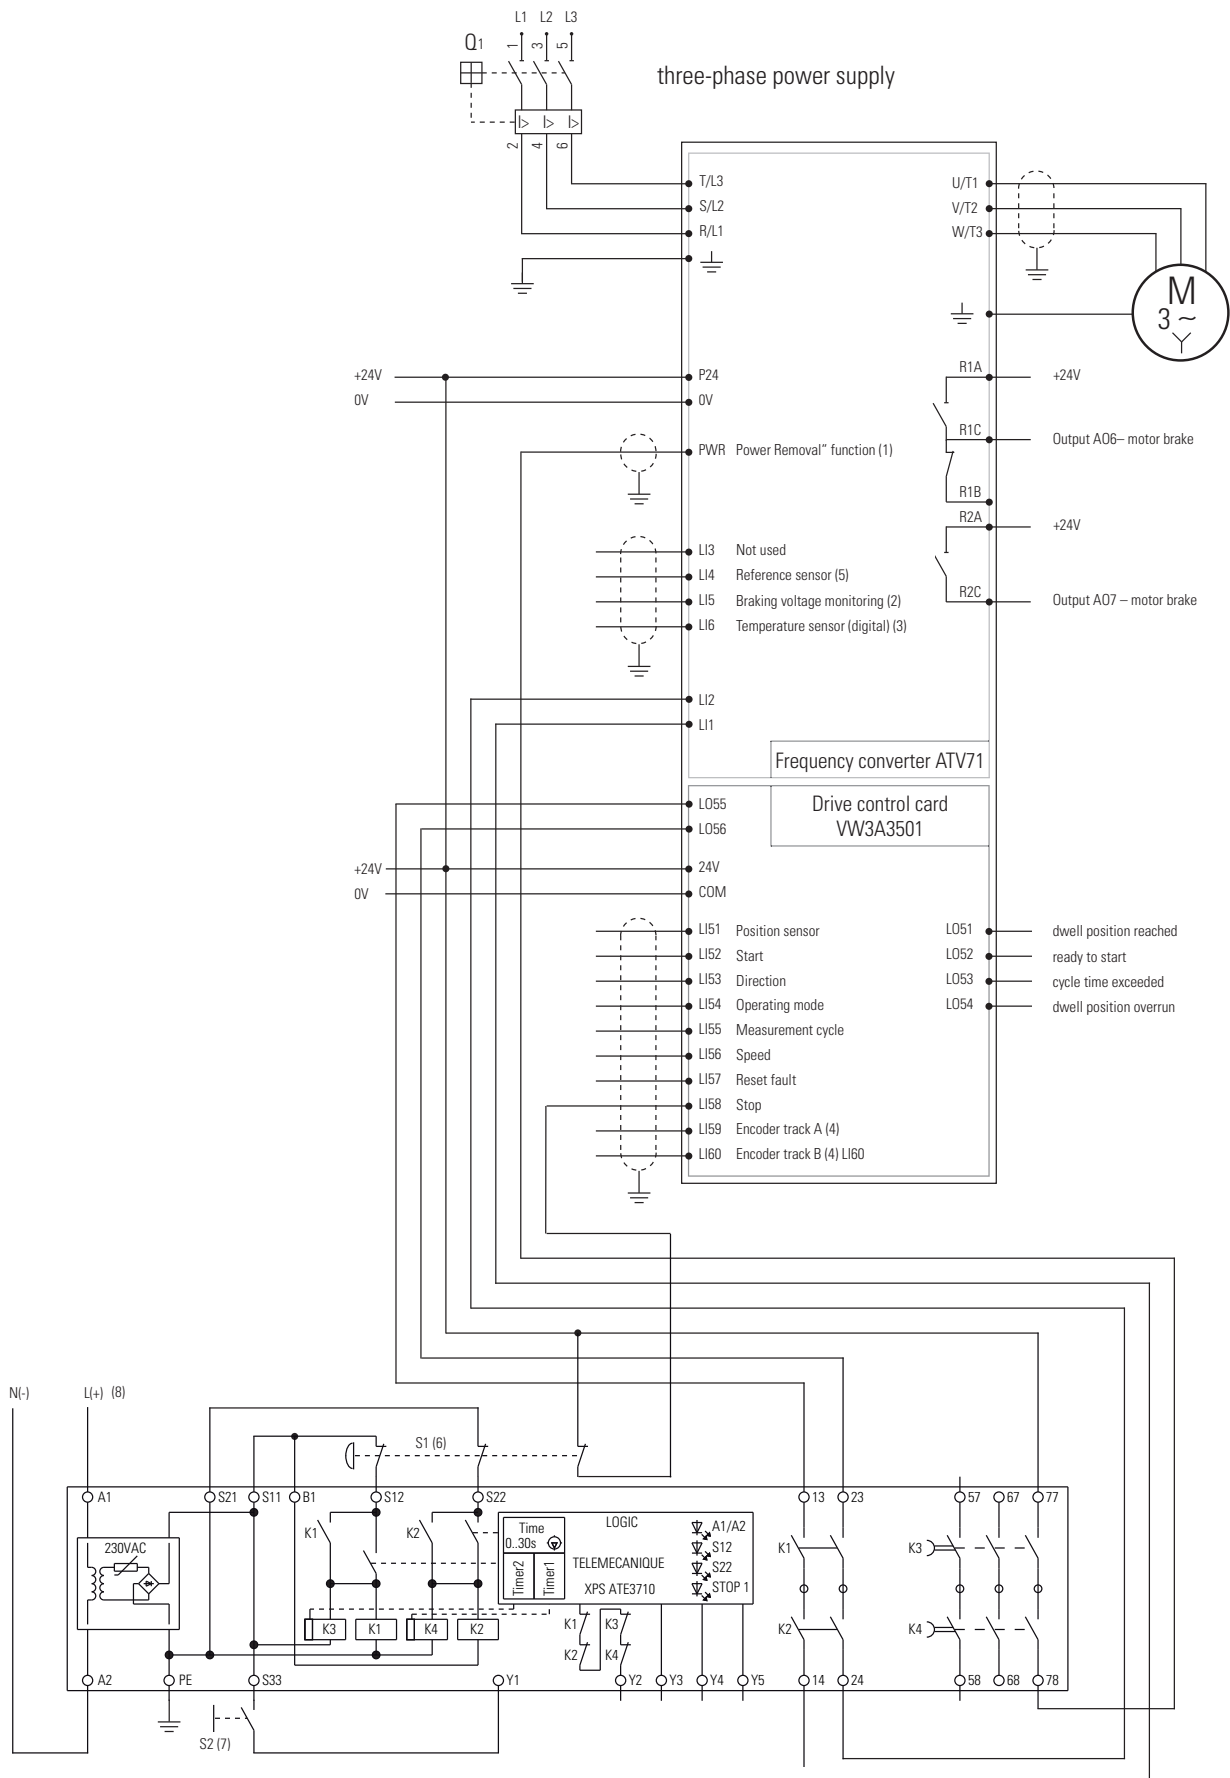 L1 L2 L3
Q1
1 3 5
three-phase power supply
I> I> I>
2 4 6
T/L3
S/L2
R/L1
U/T1
V/T2
W/T3
M
3 ~
+24V
P24
0V
0V
R1A
+24V
R1C
Output AO6– motor brake
PWR Power Removal” function (1)
R1B
R2A
+24V
LI3 Not used
LI4 Reference sensor (5)
LI5 Braking voltage monitoring (2)
LI6 Temperature sensor (digital) (3)
R2C
Output AO7 – motor brake
LI2
LI1
Frequency converter ATV71
LO55
LO56
Drive control card
VW3A3501
+24V
24V
0V
COM
LI51 Position sensor
LI52 Start
LI53 Direction
LI54 Operating mode
LI55 Measurement cycle
LI56 Speed
LI57 Reset fault
LI58 Stop
LI59 Encoder track A (4)
LI60 Encoder track B (4) LI60
LO51 dwell position reached
LO52 ready to start
LO53 cycle time exceeded
LO54 dwell position overrun
N(-)
L(+) (8)
S1 (6)
A1 S21 S11 B1 S12 S22 13 23 57 67 77
230VAC
K1
K2
Time
0..30s
Timer2
Timer1
LOGIC
TELEMECANIQUE
XPS ATE3710
A1/A2
S12
S22
STOP 1
K1
K3
K3 K1 K4 K2
K1 K3
K2 K4
K2
K4
A2 PE S33 Y1 Y2 Y3 Y4 Y5 14 24 58 68 78
S2 (7)